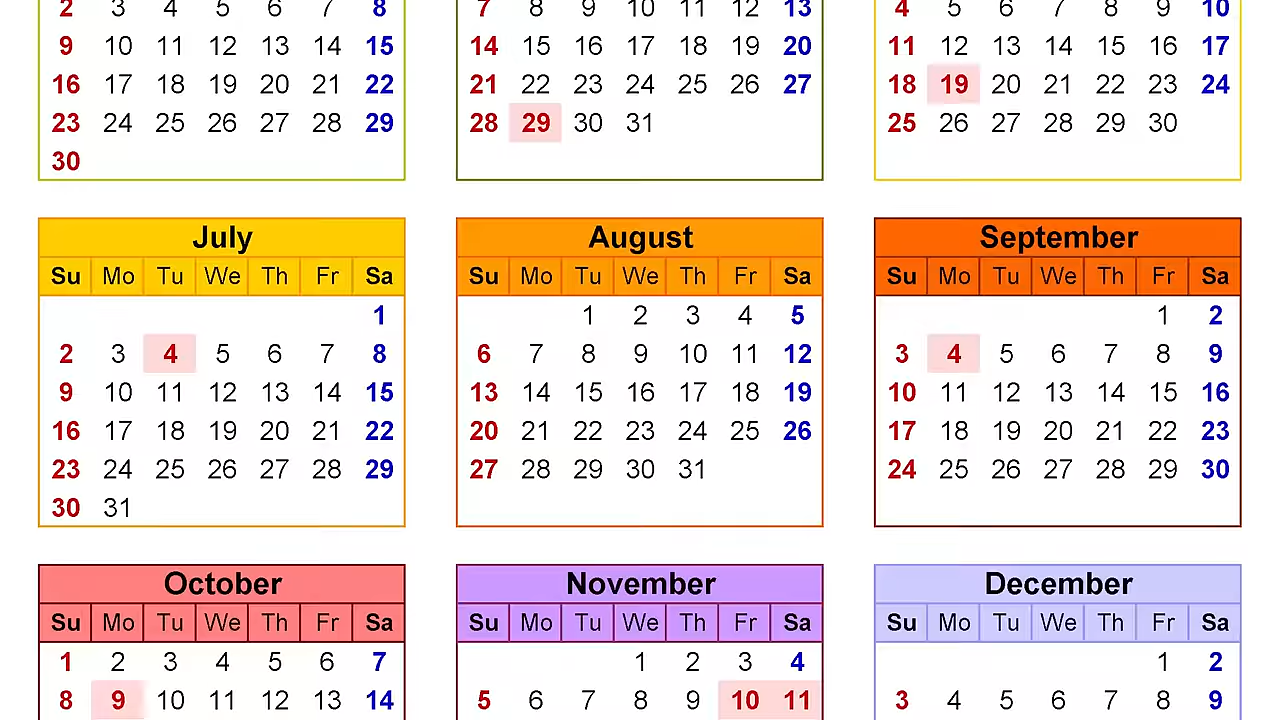 2 3 4 5 6 7 8
9 10 11 12 13 14 15
16 17 18 19 20 21 22
23 24 25 26 27 28 29
30
7 8 9 10 11 12 13
14 15 16 17 18 19 20
21 22 23 24 25 26 27
28 29 30 31
4 5 6 7 8 9 10
11 12 13 14 15 16 17
18 19 20 21 22 23 24
25 26 27 28 29 30
July
Su Mo Tu We Th Fr Sa
1
2 3 4 5 6 7 8
9 10 11 12 13 14 15
16 17 18 19 20 21 22
23 24 25 26 27 28 29
30 31
August
Su Mo Tu We Th Fr Sa
1 2 3 4 5
6 7 8 9 10 11 12
13 14 15 16 17 18 19
20 21 22 23 24 25 26
27 28 29 30 31
September
Su Mo Tu We Th Fr Sa
1 2
3 4 5 6 7 8 9
10 11 12 13 14 15 16
17 18 19 20 21 22 23
24 25 26 27 28 29 30
October
Su Mo Tu We Th Fr Sa
1 2 3 4 5 6 7
8 9 10 11 12 13 14
November
Su Mo Tu We Th Fr Sa
1 2 3 4
5 6 7 8 9 10 11
December
Su Mo Tu We Th Fr Sa
1 2
3 4 5 6 7 8 9